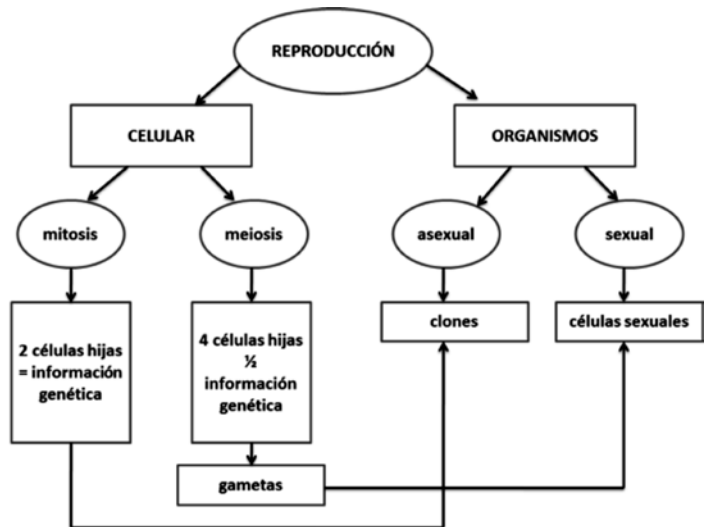 REPRODUCCIÓN
CELULAR
ORGANISMOS
mitosis
meiosis
asexual
sexual
2 células hijas
= información
genética
4 células hijas
½
información
genética
clones
células sexuales
gametas